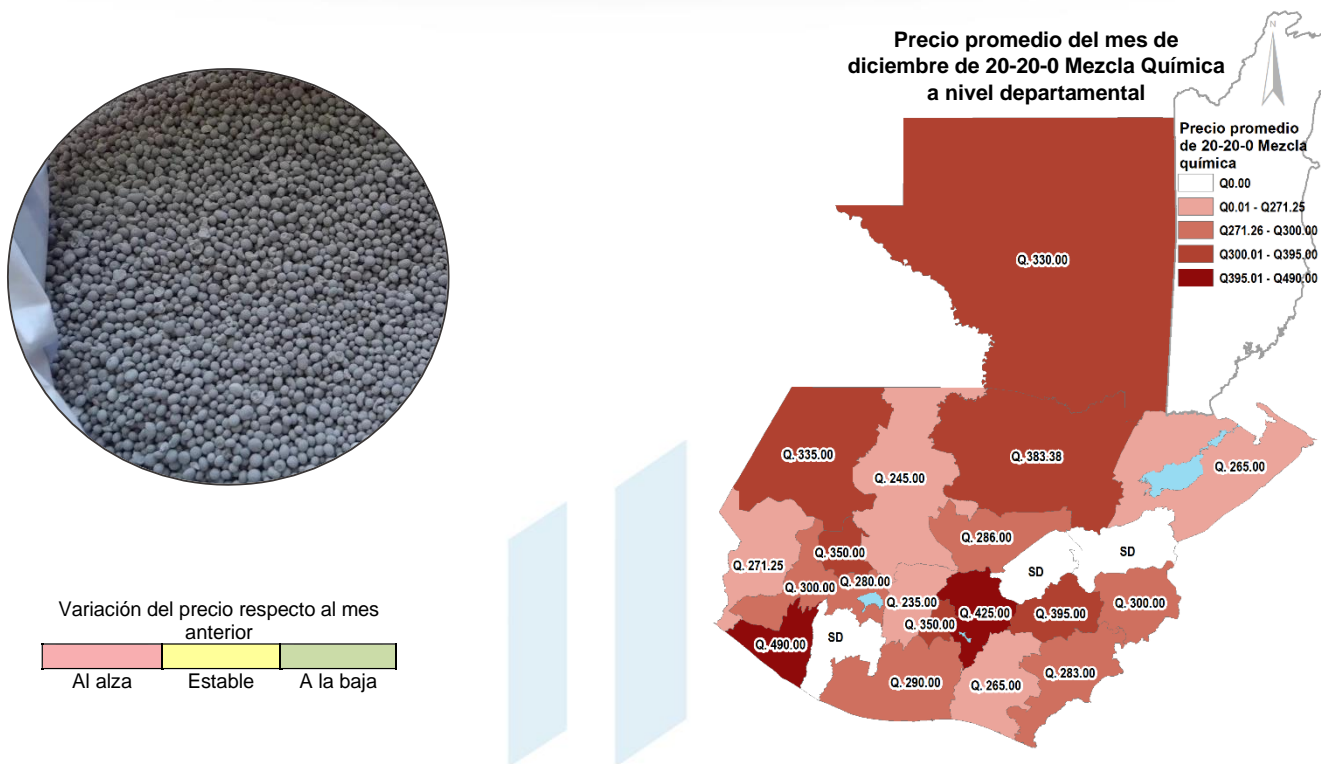 Precio promedio del mes de
diciembre de 20-20-0 Mezcla Química
a nivel departamental
N
Precio promedio
de 20-20-0 Mezcla
química
Q0.00
Q0.01 - Q271.25
Q271.26 - Q300.00
Q300.01 - Q395.00
Q395.01 - Q490.00
Q. 330.00
Q. 335.00
Q. 383.38
Q. 245.00
Q. 265.00
Q. 286.00
Q. 350.00
SD
SD
Q. 271.25
Q. 300.00
Q. 280.00
Q. 235.00
Q. 425.00
Q. 395.00
Q. 300.00
Q. 350.00
Q. 490.00
SD
Q. 290.00
Q. 265.00
Q. 283.00
Variación del precio respecto al mes
anterior
Al alza
Estable
A la baja